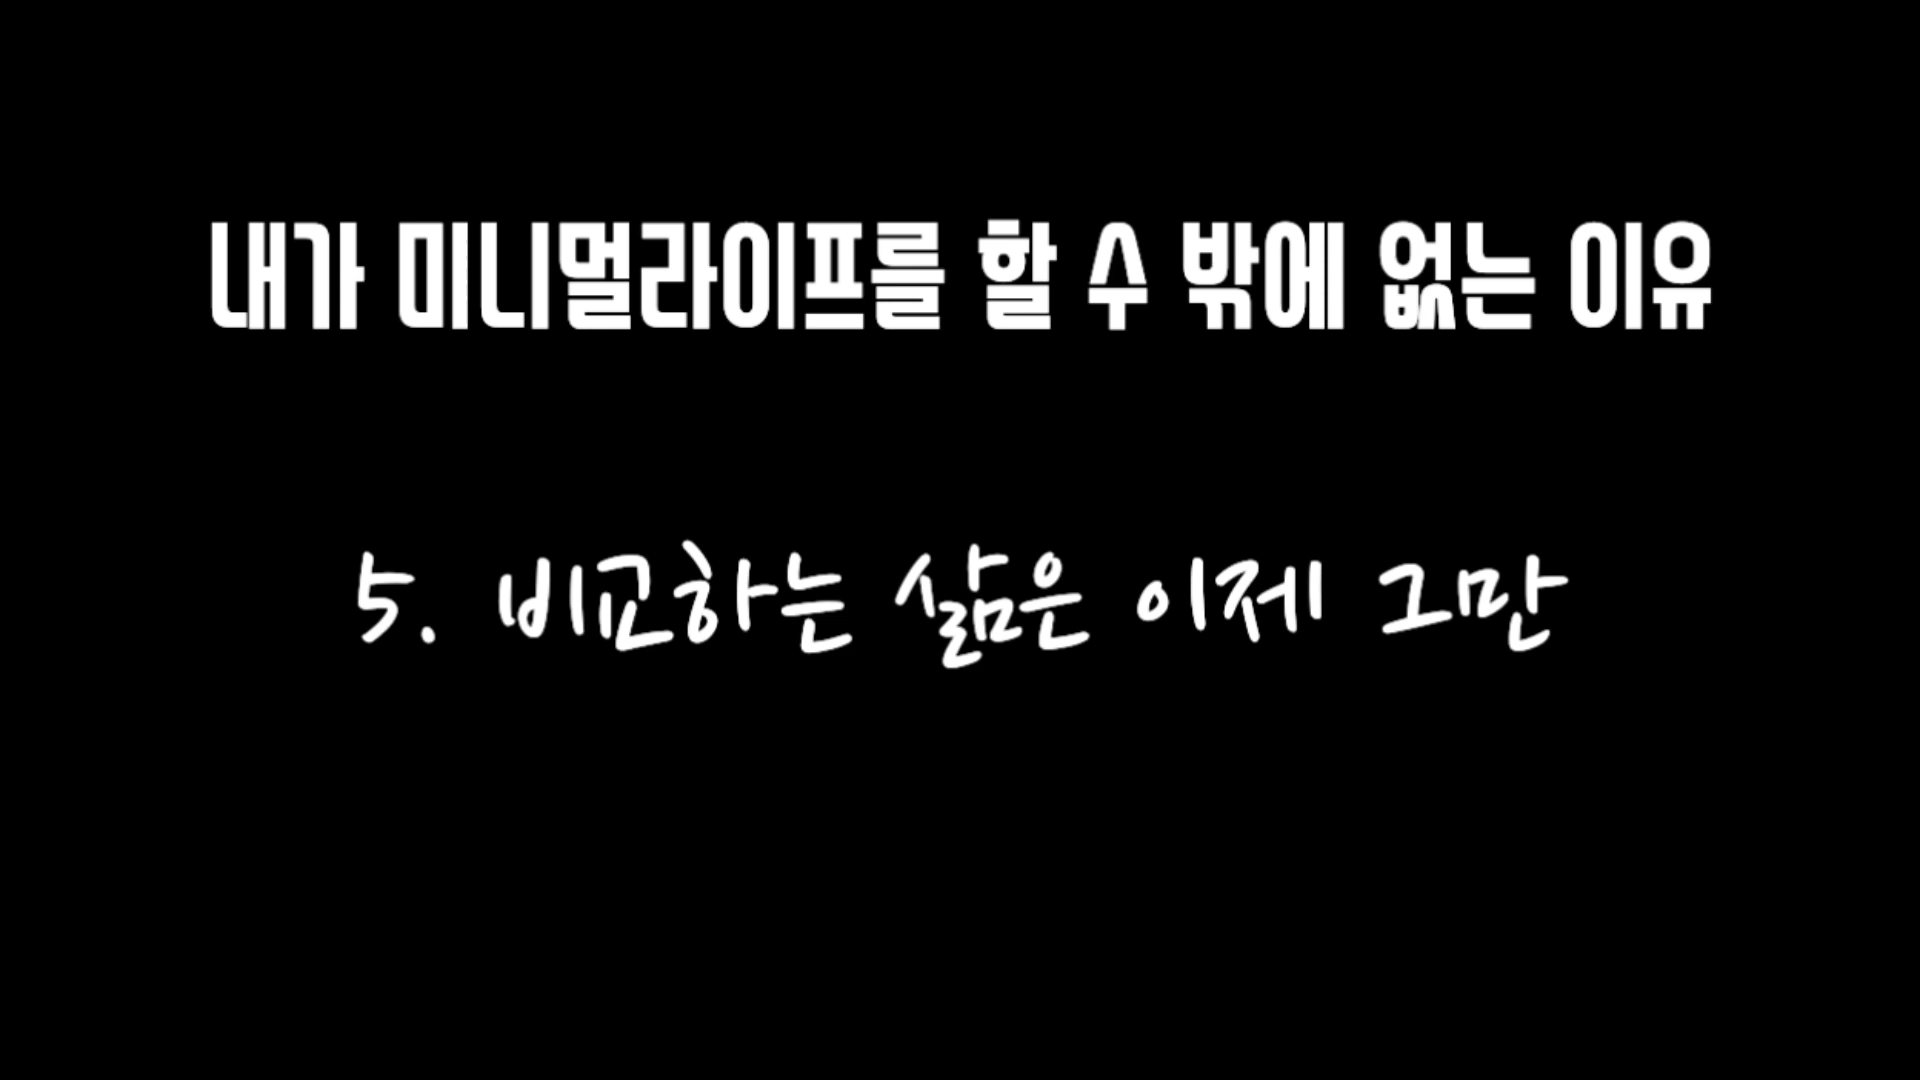 내가 미니멀라이프를 할 수 밖에 없는 이유
5. 비교하는 삶은 이제 그만